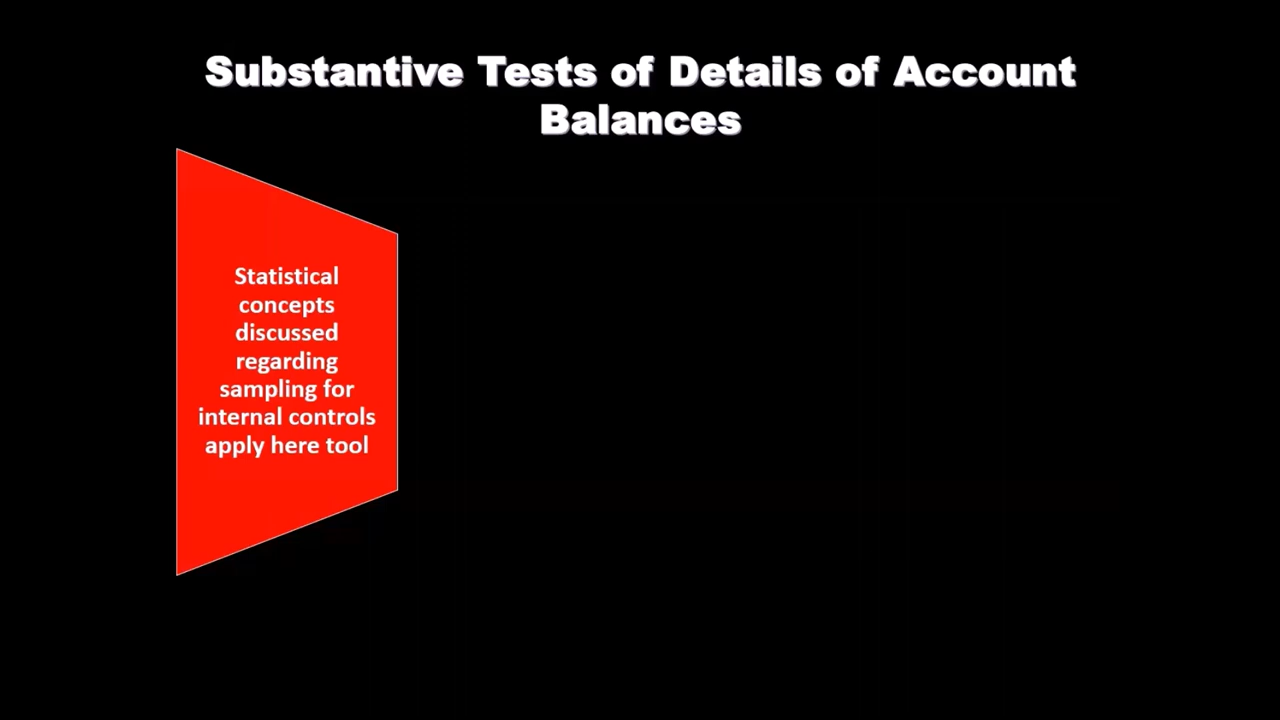 Substantive Tests of Details of Account
Balances
Statistical
concepts
discussed
regarding
sampling for
internal controls
apply here tool